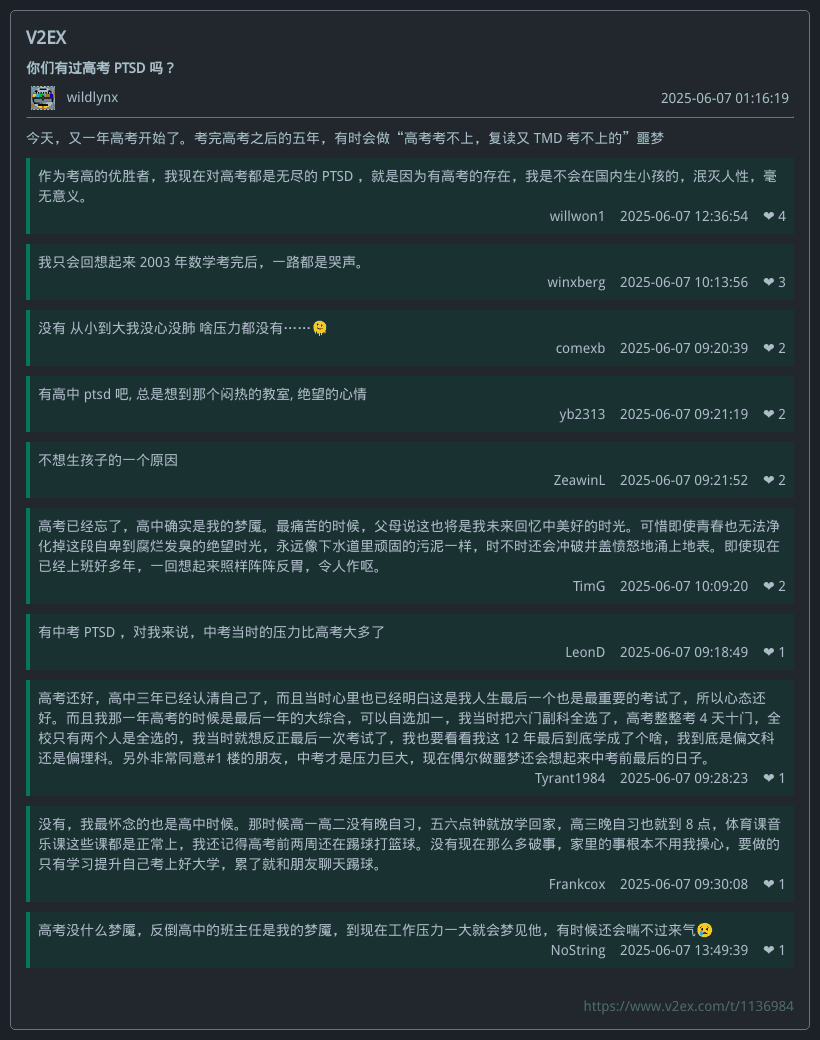 V2EX
你们有过高考 PTSD 吗？
wildlynx
2025-06-07 01:16:19
今天，又一年高考开始了。考完高考之后的五年，有时会做“高考考不上，复读又 TMD 考不上的”噩梦
作为考高的优胜者，我现在对高考都是无尽的 PTSD ，就是因为有高考的存在，我是不会在国内生小孩的，泯灭人性，毫
无意义。
willwon1 2025-06-07 12:36:54 ❤ 4
我只会回想起来 2003 年数学考完后，一路都是哭声。
winxberg 2025-06-07 10:13:56 ❤ 3
没有 从小到大我没心没肺 啥压力都没有……🫠
comexb 2025-06-07 09:20:39 ❤ 2
有高中 ptsd 吧, 总是想到那个闷热的教室, 绝望的心情
yb2313 2025-06-07 09:21:19 ❤ 2
不想生孩子的一个原因
ZeawinL 2025-06-07 09:21:52 ❤ 2
高考已经忘了，高中确实是我的梦魇。最痛苦的时候，父母说这也将是我未来回忆中美好的时光。可惜即使青春也无法净
化掉这段自卑到腐烂发臭的绝望时光，永远像下水道里顽固的污泥一样，时不时还会冲破井盖愤怒地涌上地表。即使现在
已经上班好多年，一回想起来照样阵阵反胃，令人作呕。
TimG 2025-06-07 10:09:20 ❤ 2
有中考 PTSD ，对我来说，中考当时的压力比高考大多了
LeonD 2025-06-07 09:18:49 ❤ 1
高考还好，高中三年已经认清自己了，而且当时心里也已经明白这是我人生最后一个也是最重要的考试了，所以心态还
好。而且我那一年高考的时候是最后一年的大综合，可以自选加一，我当时把六门副科全选了，高考整整考 4 天十门，全
校只有两个人是全选的，我当时就想反正最后一次考试了，我也要看看我这 12 年最后到底学成了个啥，我到底是偏文科
还是偏理科。另外非常同意#1 楼的朋友，中考才是压力巨大，现在偶尔做噩梦还会想起来中考前最后的日子。
Tyrant1984 2025-06-07 09:28:23 ❤ 1
没有，我最怀念的也是高中时候。那时候高一高二没有晚自习，五六点钟就放学回家，高三晚自习也就到 8 点，体育课音
乐课这些课都是正常上，我还记得高考前两周还在踢球打篮球。没有现在那么多破事，家里的事根本不用我操心，要做的
只有学习提升自己考上好大学，累了就和朋友聊天踢球。
Frankcox 2025-06-07 09:30:08 ❤ 1
高考没什么梦魇，反倒高中的班主任是我的梦魇，到现在工作压力一大就会梦见他，有时候还会喘不过来气😢
NoString 2025-06-07 13:49:39 ❤ 1
https://www.v2ex.com/t/1136984